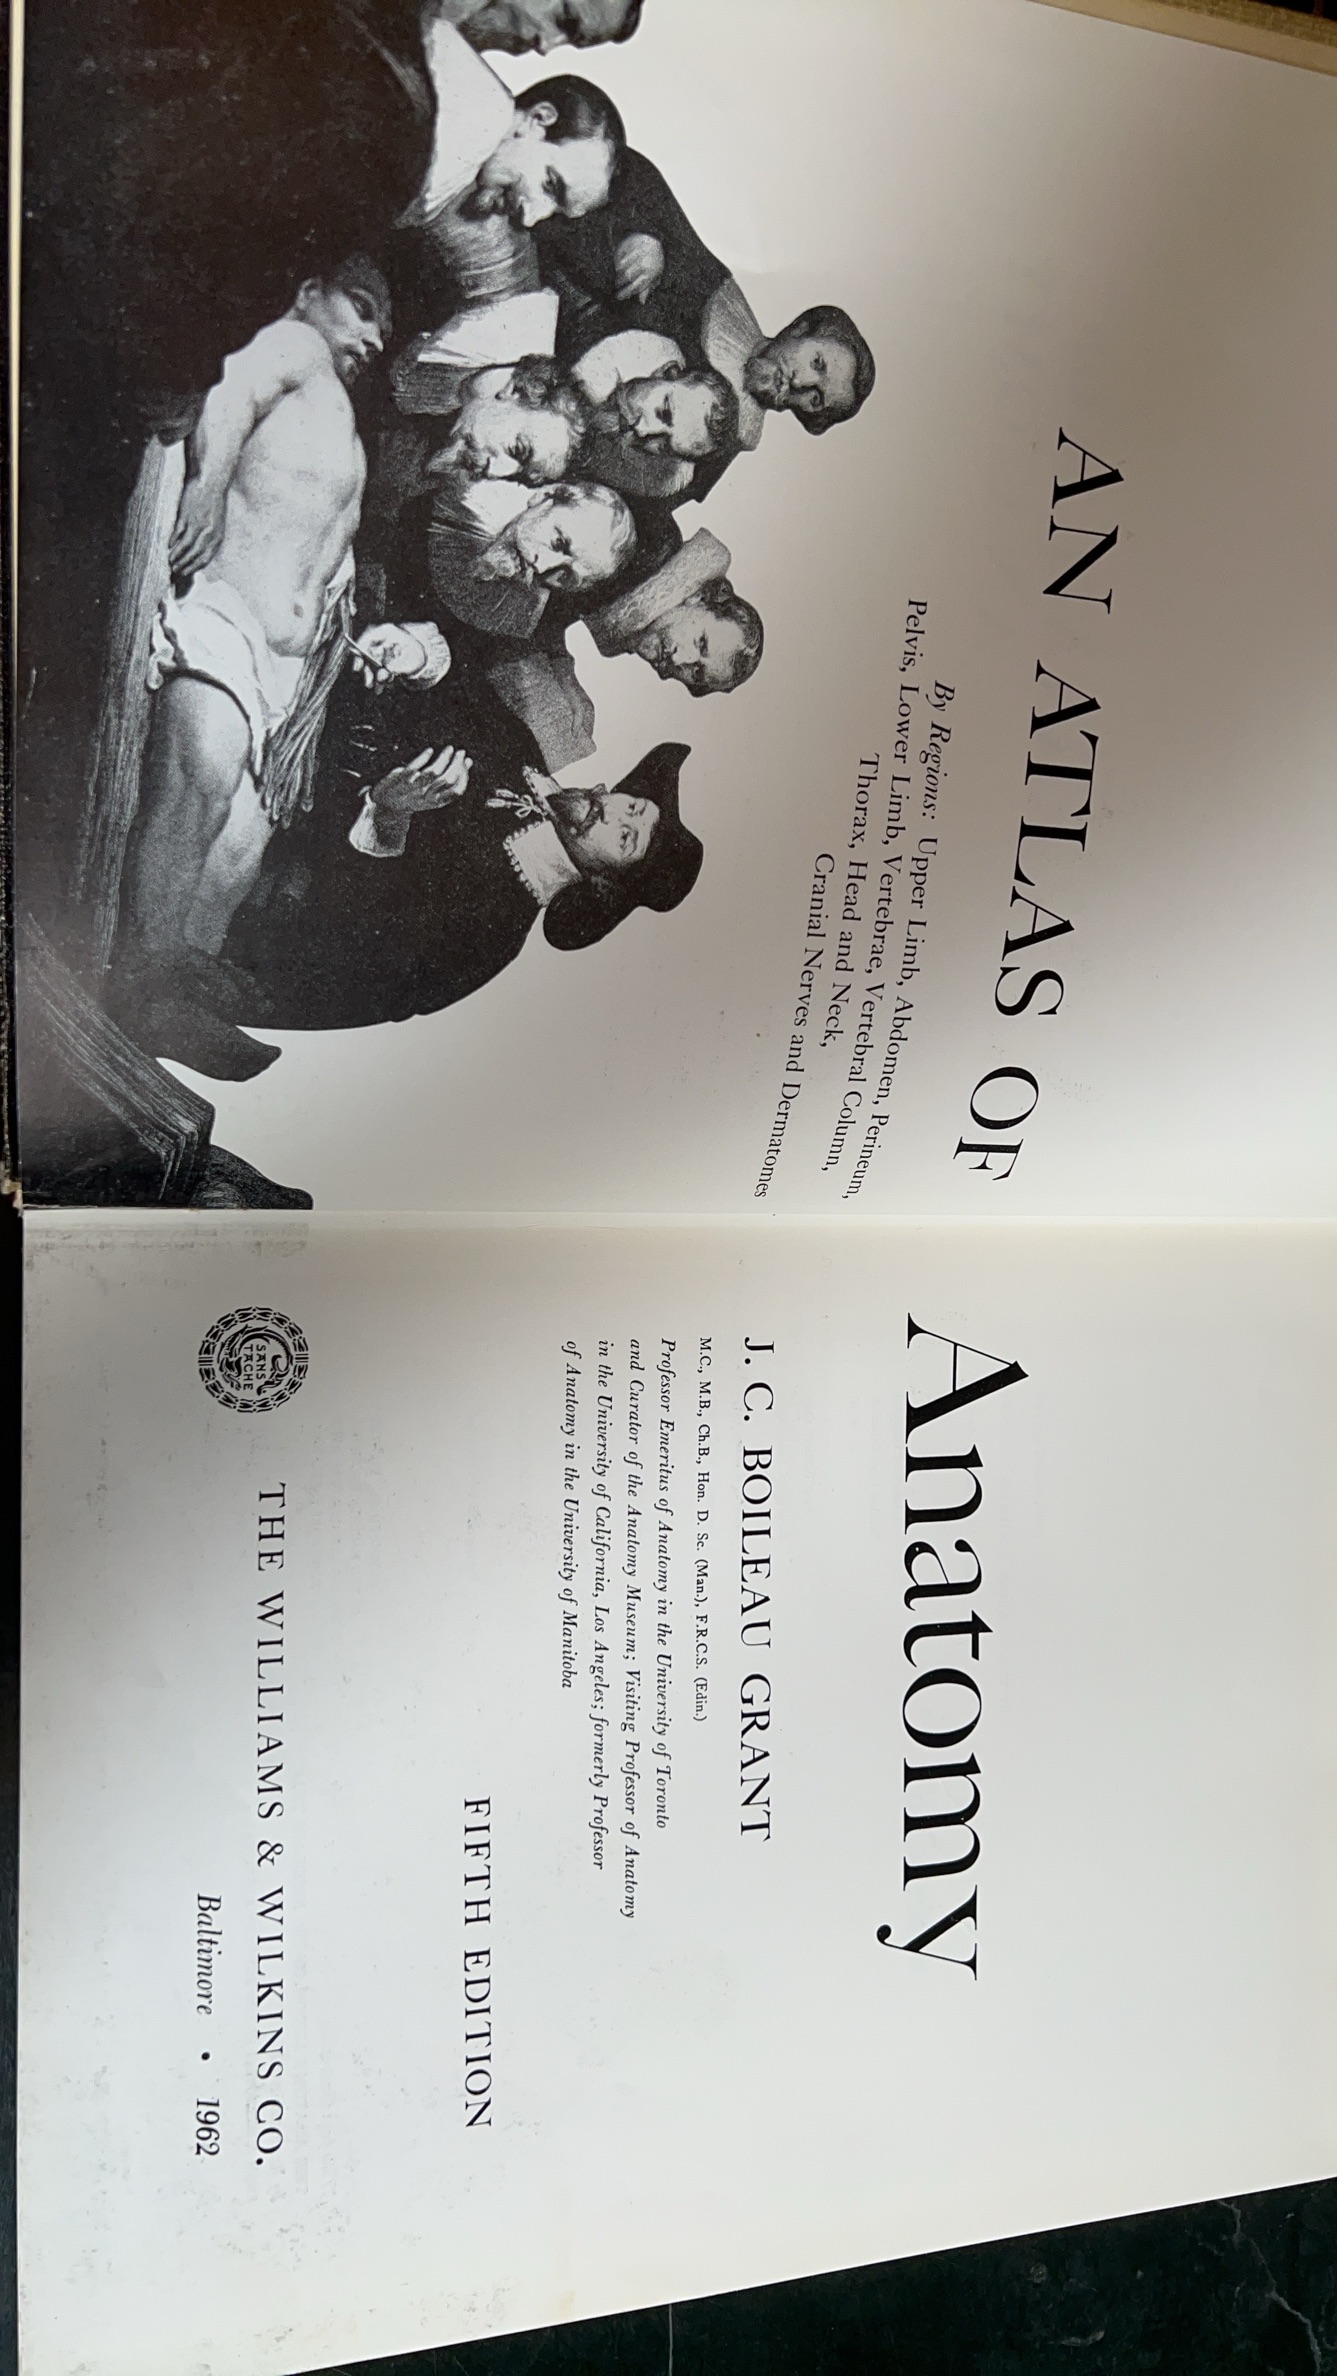 AN ATLAS OF
By Regions: Upper Limb, Abdomen, Perineum,
Pelvis, Lower Limb, Vertebrae, Vertebral Column,
Thorax, Head and Neck,
Cranial Nerves and Dermatomes
Anatomy
J. C. BOILEAU GRANT
M.C., M.B., Ch.B., Hon. D. Sc. (Man.), F.R.C.S. (Edin.)
Professor Emeritus of Anatomy in the University of Toronto
and Curator of the Anatomy Museum; Visiting Professor of Anatomy
in the University of California, Los Angeles; formerly Professor
of Anatomy in the University of Manitoba
FIFTH EDITION
SANS
TACHE
THE WILLIAMS & WILKINS CO.
Baltimore • 1962